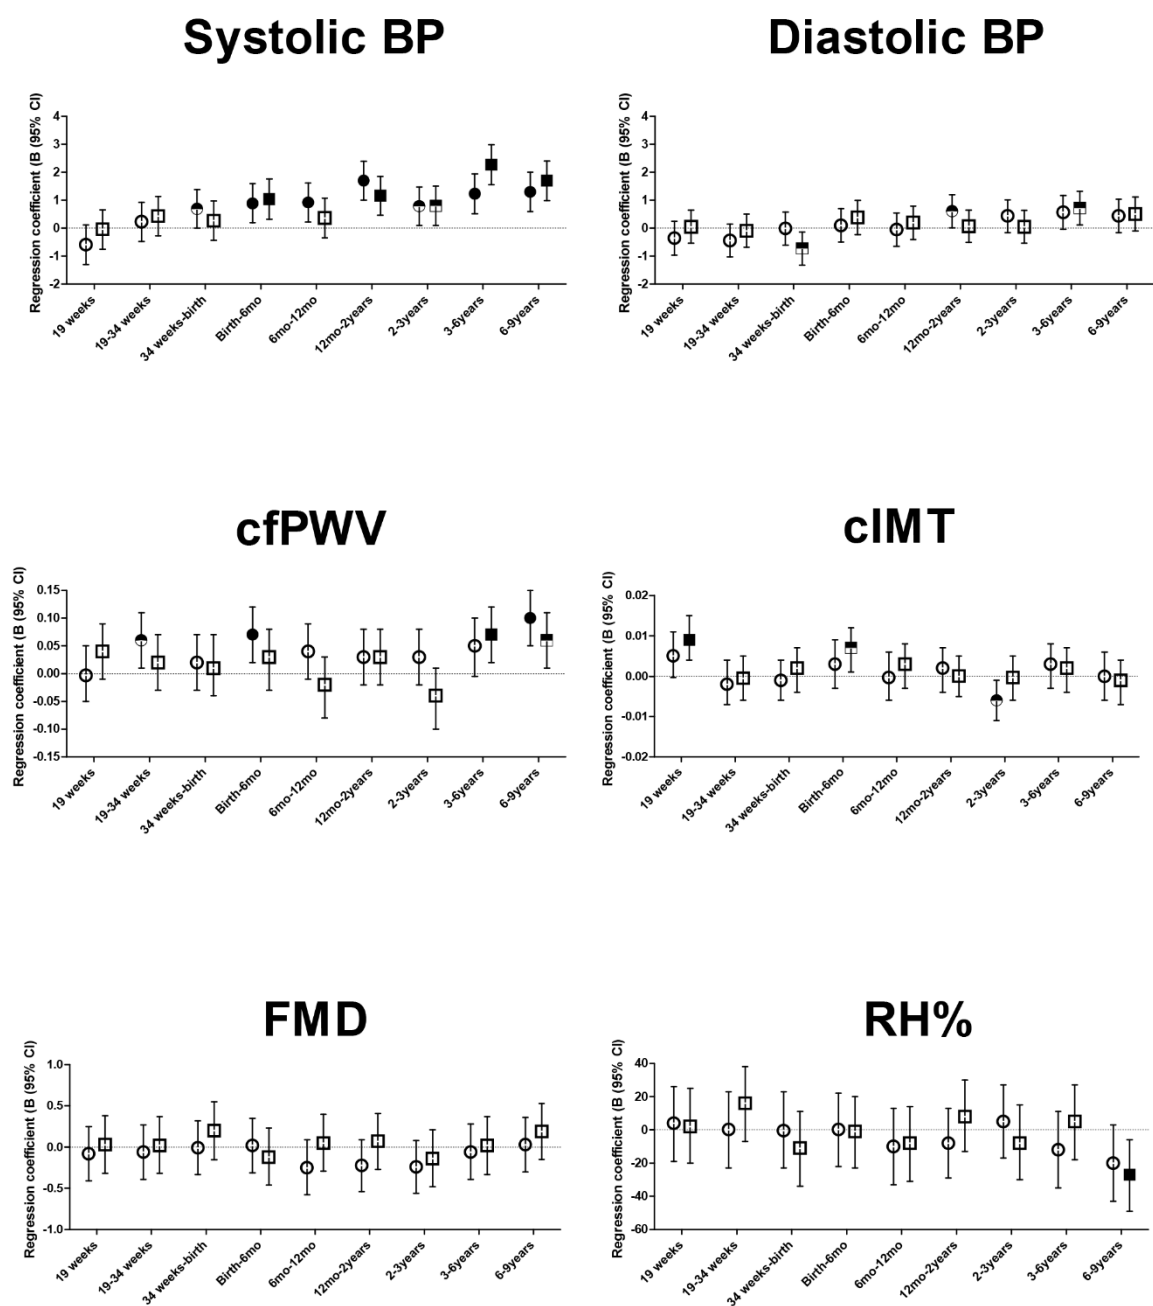 Systolic BP
Regression coefficient (B (95% CI)
4
3
2
1
0
-1
-2
19 weeks
19-34 weeks
34 weeks-birth
Birth-6mo
6mo-12mo
12mo-2years
2-3years
3-6years
6-9years
Diastolic BP
Regression coefficient (B (95% CI)
4
3
2
1
0
-1
-2
19 weeks
19-34 weeks
34 weeks-birth
Birth-6mo
6mo-12mo
12mo-2years
2-3years
3-6years
6-9years
cfPWV
Regression coefficient (B (95% CI)
0.15
0.10
0.05
0.00
-0.05
-0.10
-0.15
19 weeks
19-34 weeks
34 weeks-birth
Birth-6mo
6mo-12mo
12mo-2years
2-3years
3-6years
6-9years
cIMT
Regression coefficient (B (95% CI)
0.02
0.01
0.00
-0.01
-0.02
19 weeks
19-34 weeks
34 weeks-birth
Birth-6mo
6mo-12mo
12mo-2years
2-3years
3-6years
6-9years
FMD
Regression coefficient (B (95% CI)
1.0
0.5
0.0
-0.5
-1.0
19 weeks
19-34 weeks
34 weeks-birth
Birth-6mo
6mo-12mo
12mo-2years
2-3years
3-6years
6-9years
RH%
Regression coefficient (B (95% CI)
40
20
0
-20
-40
-60
19 weeks
19-34 weeks
34 weeks-birth
Birth-6mo
6mo-12mo
12mo-2years
2-3years
3-6years
6-9years